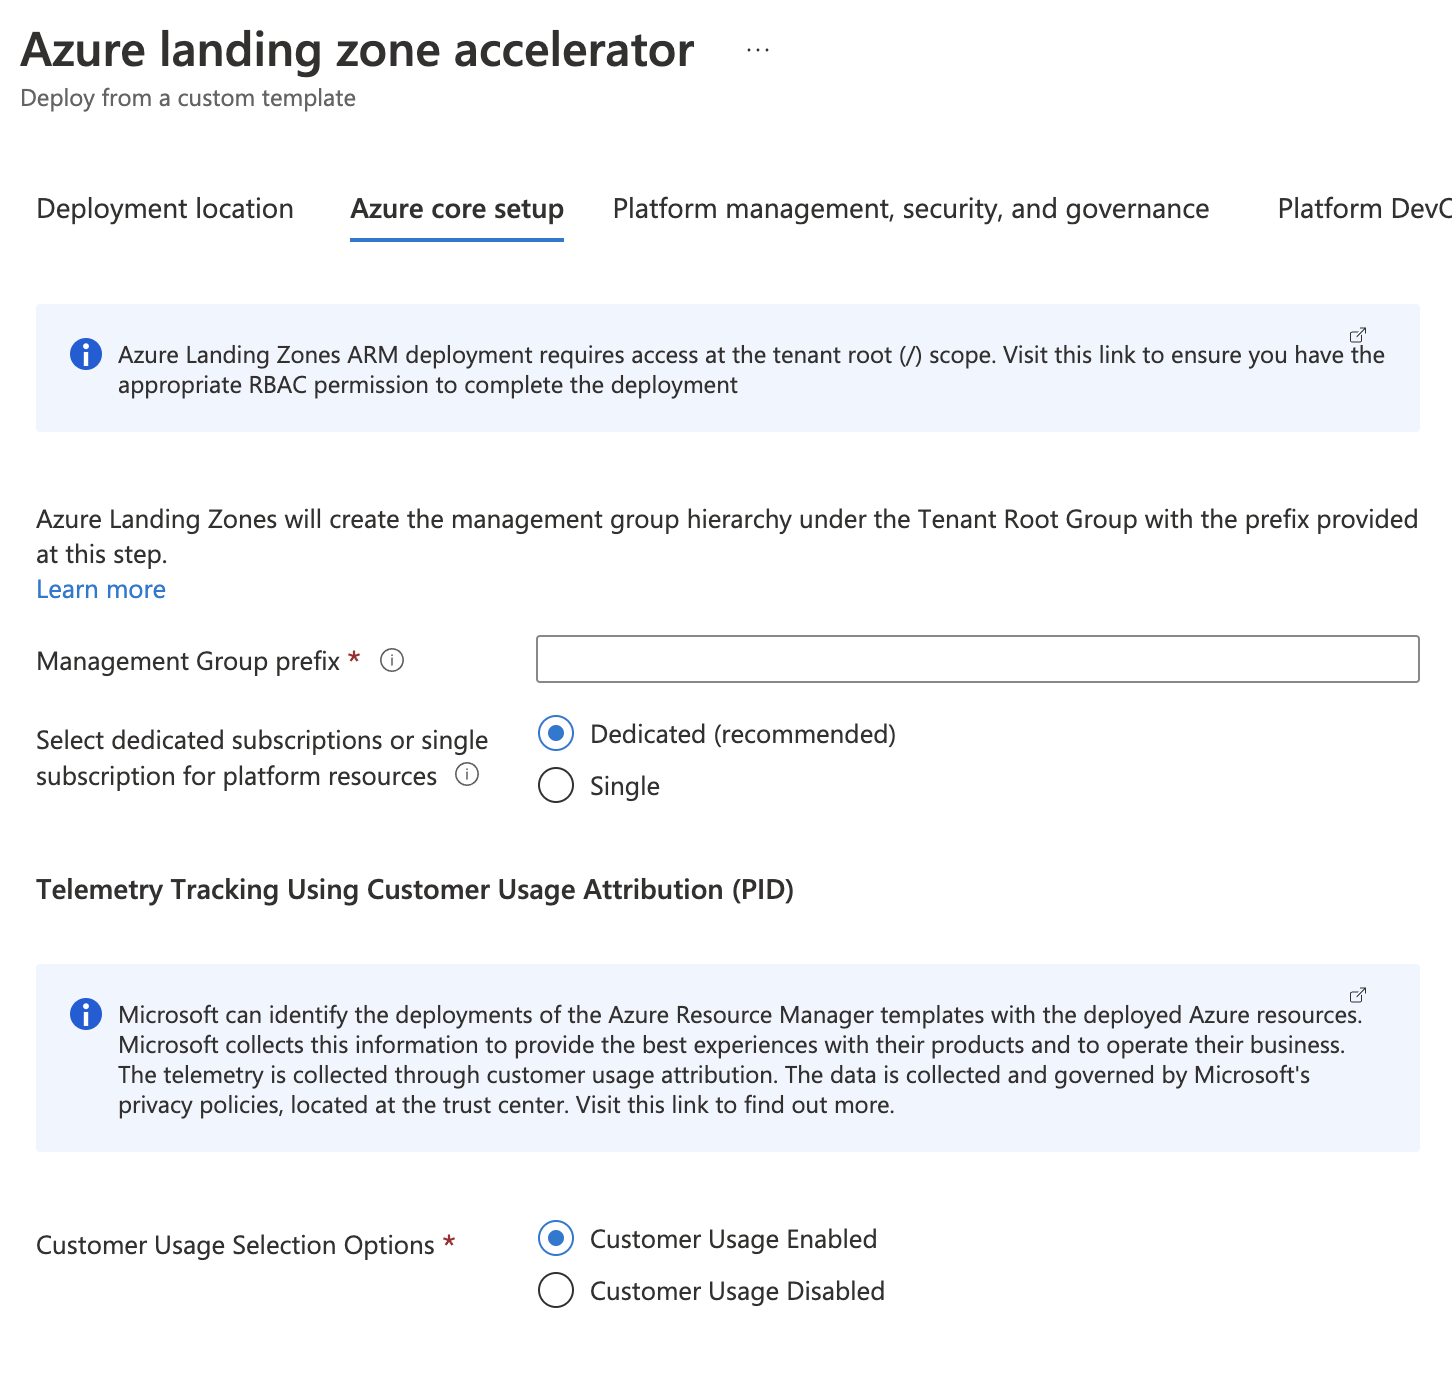 Azure landing zone accelerator ...
Deploy from a custom template
Deployment location Azure core setup Platform management, security, and governance Platform Dev
Azure Landing Zones ARM deployment requires access at the tenant root (/) scope. Visit this link to ensure you have the
appropriate RBAC permission to complete the deployment
Azure Landing Zones will create the management group hierarchy under the Tenant Root Group with the prefix provided
at this step.
Learn more
Management Group prefix *
Select dedicated subscriptions or single
subscription for platform resources
Dedicated (recommended)
Single
Telemetry Tracking Using Customer Usage Attribution (PID)
Microsoft can identify the deployments of the Azure Resource Manager templates with the deployed Azure resources.
Microsoft collects this information to provide the best experiences with their products and to operate their business.
The telemetry is collected through customer usage attribution. The data is collected and governed by Microsoft's
privacy policies, located at the trust center. Visit this link to find out more.
Customer Usage Selection Options *
Customer Usage Enabled
Customer Usage Disabled